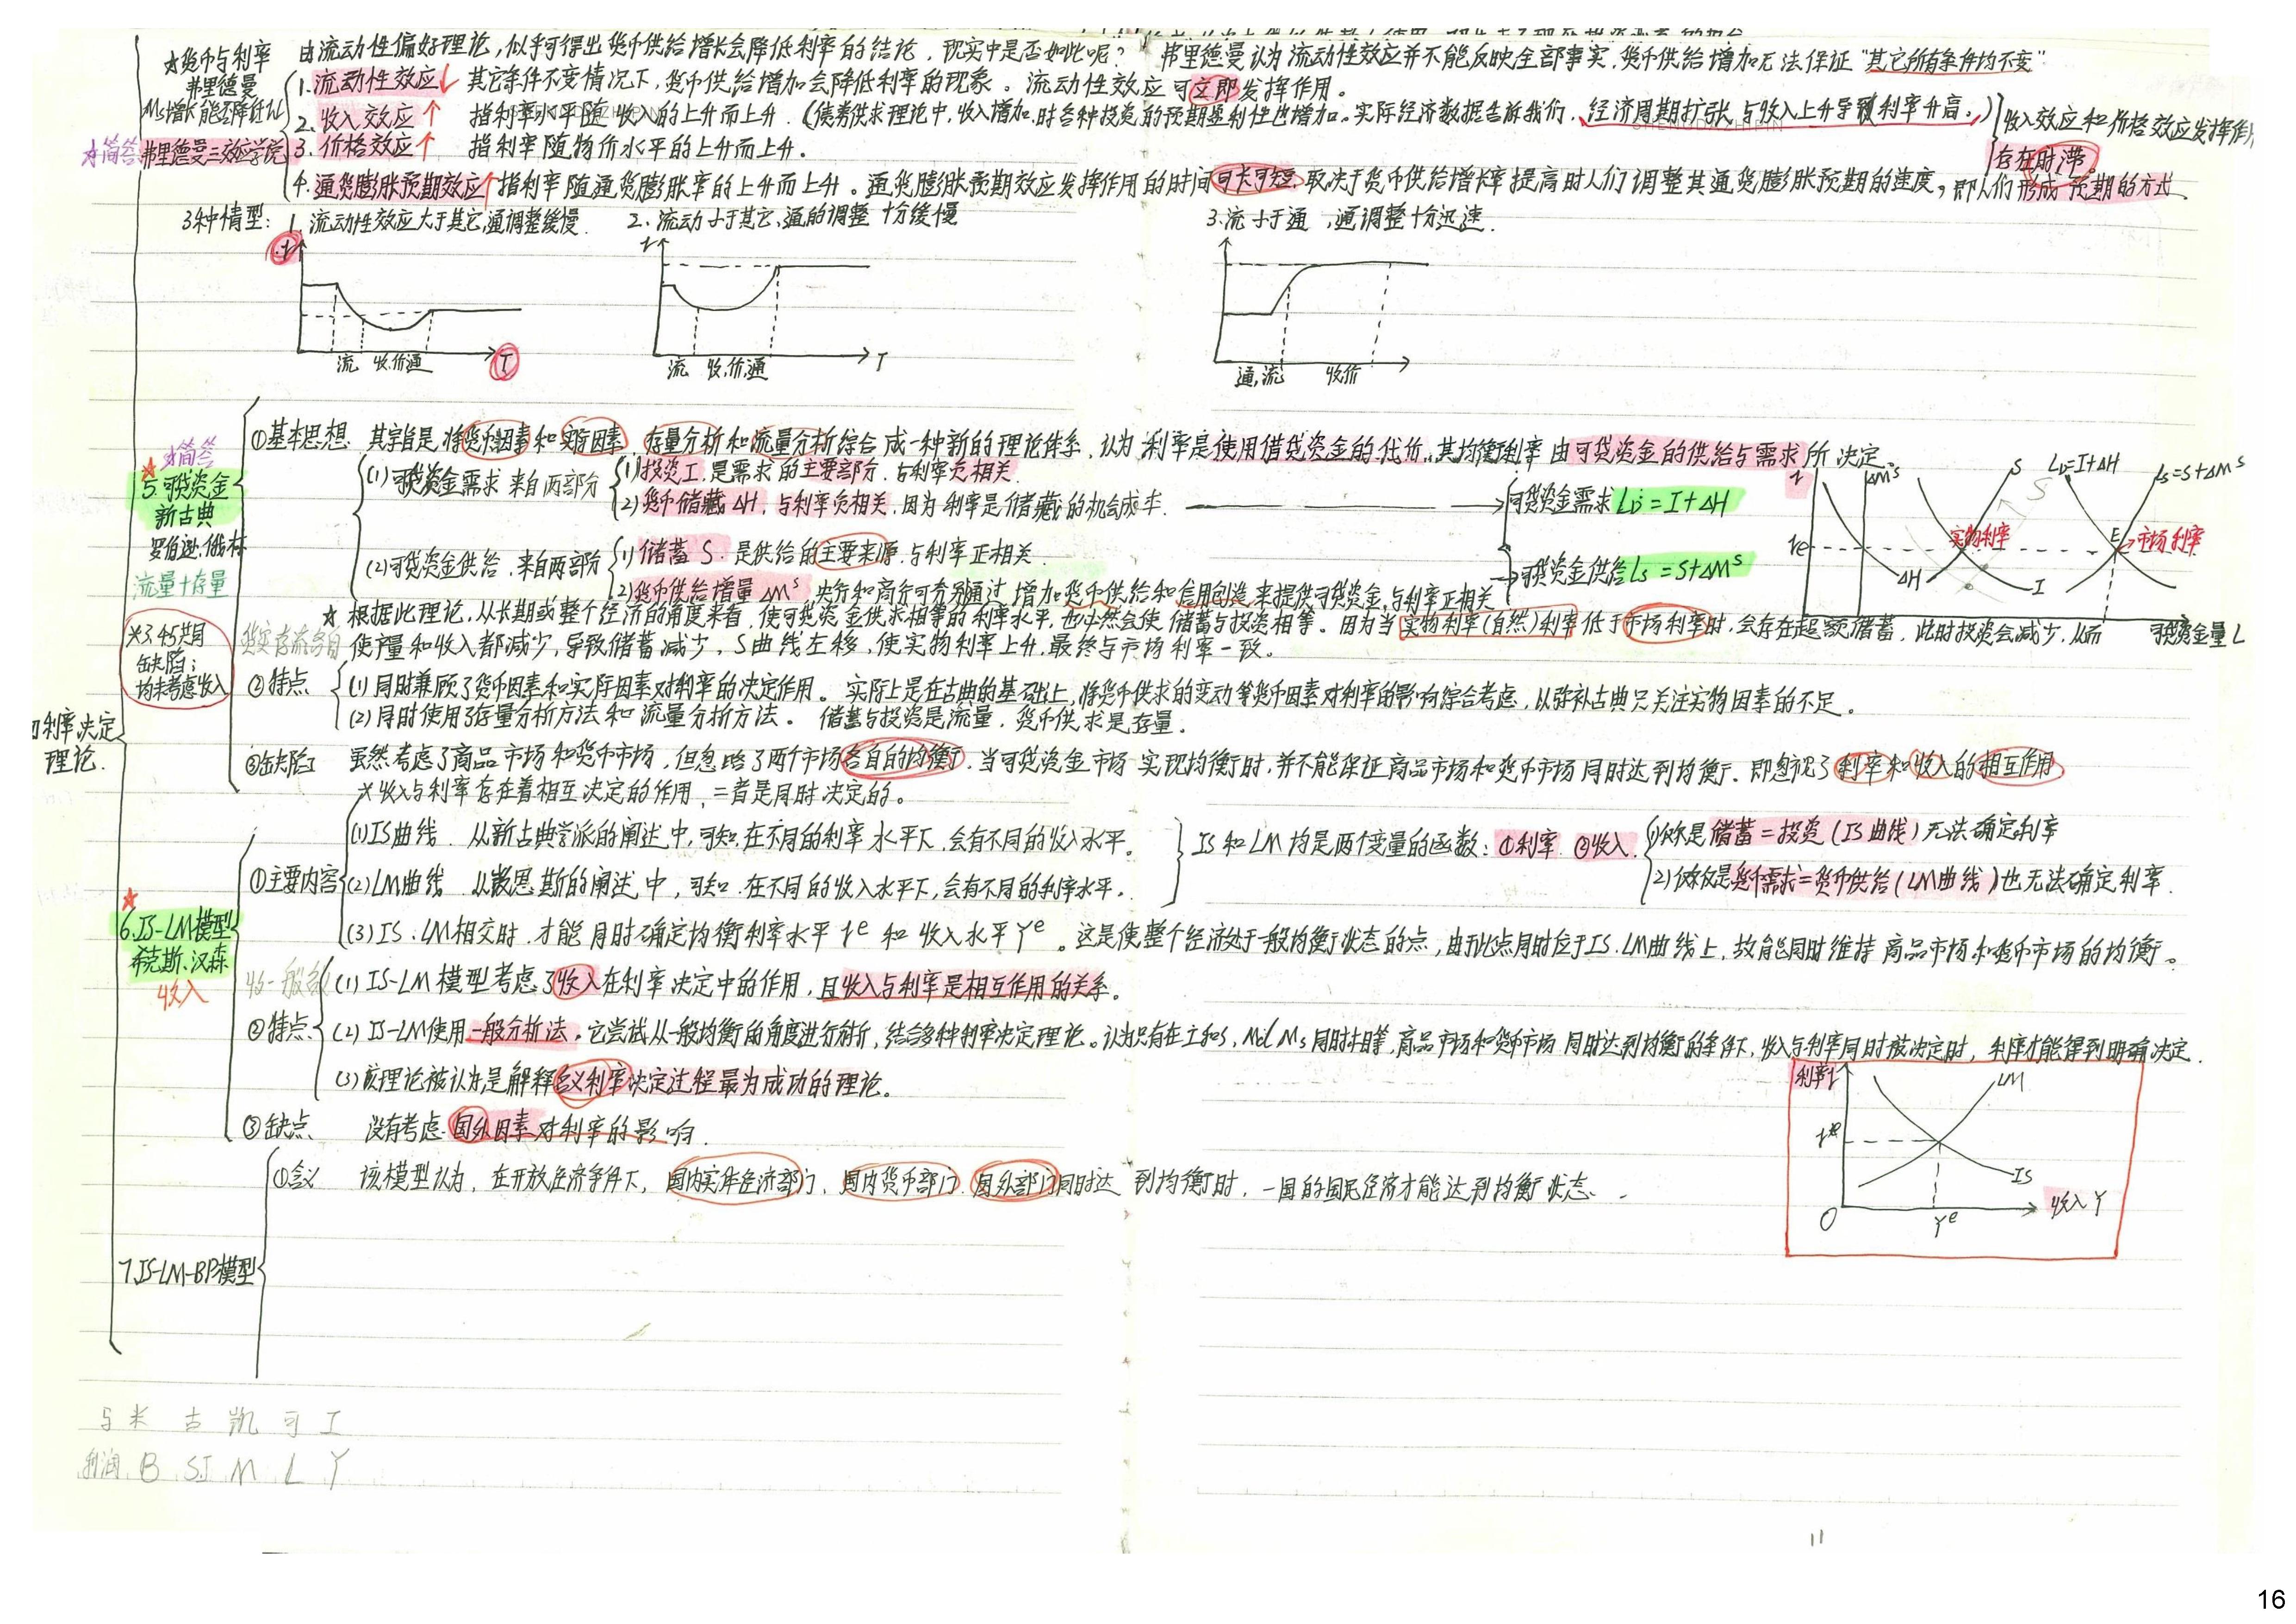 ☆货币与利率 由流动性偏好理论,似乎可得出货币供给增长会降低利率的结论,现实中是否如此呢? 弗里德曼认为流动性效应并不能反映全部事实,货币供给增加无法保证“其它所有条件均不变”
弗里德曼
Ms增长能否降低i
☆简答 弗里德曼三效应学院
1.流动性效应↓ 其它条件不变情况下,货币供给增加会降低利率的现象。流动性效应可立即发挥作用。
2.收入效应↑ 指利率水平随收入的上升而上升.(债券供求理论中,收入增加时各种投资的预期盈利性也增加。实际经济数据告诉我们,经济周期扩张与收入上升导致利率升高。)
3.价格效应↑ 指利率随物价水平的上升而上升。
收入效应和价格效应发挥作用
存在时滞。
4.通货膨胀预期效应↑ 指利率随通货膨胀率的上升而上升。通货膨胀预期效应发挥作用的时间可长可短,取决于货币供给增长率提高时人们调整其通货膨胀预期的速度,即人们形成预期的方式.
3种情型: 1.流动性效应大于其它,通调整缓慢. 2.流动小于其它,通的调整十分缓慢 3.流小于通,通调整十分迅速.
r
T
流 收.价通
r
T
流 收.价.通
通,流 收价
☆简答
5.可贷资金
新古典
罗伯逊.俄林
流量+存量
①基本思想. 其宗旨是,将货币因素和实际因素,存量分析和流量分析综合成一种新的理论体系,认为利率是使用借贷资金的代价,其均衡利率由可贷资金的供给与需求所决定.
(1)可贷资金需求 来自两部分
(1)投资I,是需求的主要部分,与利率负相关.
(2)货币储藏ΔH,与利率负相关,因为利率是储藏的机会成本.
可贷资金需求 LD=I+ΔH
(2)可贷资金供给.来自两部分
(1)储蓄S.是供给的主要来源.与利率正相关.
(2)货币供给增量ΔMˢ,央行和商行可分别通过增加货币供给和信用创造来提供可贷资金,与利率正相关
可贷资金供给Ls=S+ΔMˢ
r ΔMˢ S LD=I+ΔH Ls=S+ΔMˢ
re 实物利率 E 市场利率
ΔH I
可贷资金量L
☆根据此理论,从长期或整个经济的角度来看,使可贷资金供求相等的利率水平,也必然会使储蓄与投资相等。因为当实物利率(自然)利率低于市场利率时,会存在超额储蓄,此时投资会减少,从而
使产量和收入都减少,导致储蓄减少,S曲线左移,使实物利率上升,最终与市场利率一致。
※3.4.5共同
缺陷:
均未考虑收入
②特点
(1)同时兼顾了货币因素和实际因素对利率的决定作用。实际上是在古典的基础上,将货币供求的变动等货币因素对利率的影响综合考虑,以弥补古典只关注实物因素的不足。
(2)同时使用了存量分析方法和流量分析方法。储蓄与投资是流量,货币供求是存量。
利率决定
理论.
③缺陷 虽然考虑了商品市场和货币市场,但忽略了两个市场各自的均衡.当可贷资金市场实现均衡时,并不能保证商品市场和货币市场同时达到均衡.即忽视了利率和收入的相互作用
※收入与利率存在着相互决定的作用,二者是同时决定的。
6.IS-LM模型
希克斯、汉森
收入
①主要内容
(1)IS曲线. 从新古典学派的阐述中,可知,在不同的利率水平下,会有不同的收入水平。
(2)LM曲线 从凯恩斯的阐述中,可知.在不同的收入水平下,会有不同的利率水平。
IS和LM均是两个变量的函数:①利率 ②收入.
(1)仅是储蓄=投资(IS曲线)无法确定利率
(2)仅是货币需求=货币供给(LM曲线)也无法确定利率.
(3)IS.LM相交时.才能同时确定均衡利率水平rᵉ和收入水平Yᵉ。这是使整个经济处于一般均衡状态的点,由于此点同时位于IS.LM曲线上,故能同时维持商品市场和货币市场的均衡。
②特点
(1)IS-LM模型考虑了收入在利率决定中的作用,且收入与利率是相互作用的关系。
(2)IS-LM使用一般分析法。它尝试从一般均衡的角度进行分析,结合多种利率决定理论。认为只有在I和S,Md Ms同时相等,商品市场和货币市场同时达到均衡的条件下,收入与利率同时被决定时,利率才能得到明确决定.
(3)该理论被认为是解释名义利率决定过程最为成功的理论。
③缺点. 没有考虑国外因素对利率的影响.
利率r LM
rᵉ
IS
O Yᵉ 收入Y
7.IS-LM-BP模型
①含义 该模型认为,在开放经济条件下,国内实体经济部门、国内货币部门、国外部门同时达到均衡时,一国的国民经济才能达到均衡状态.
马 米 古 凯 可 I
利润 B SI M L Y
11
16